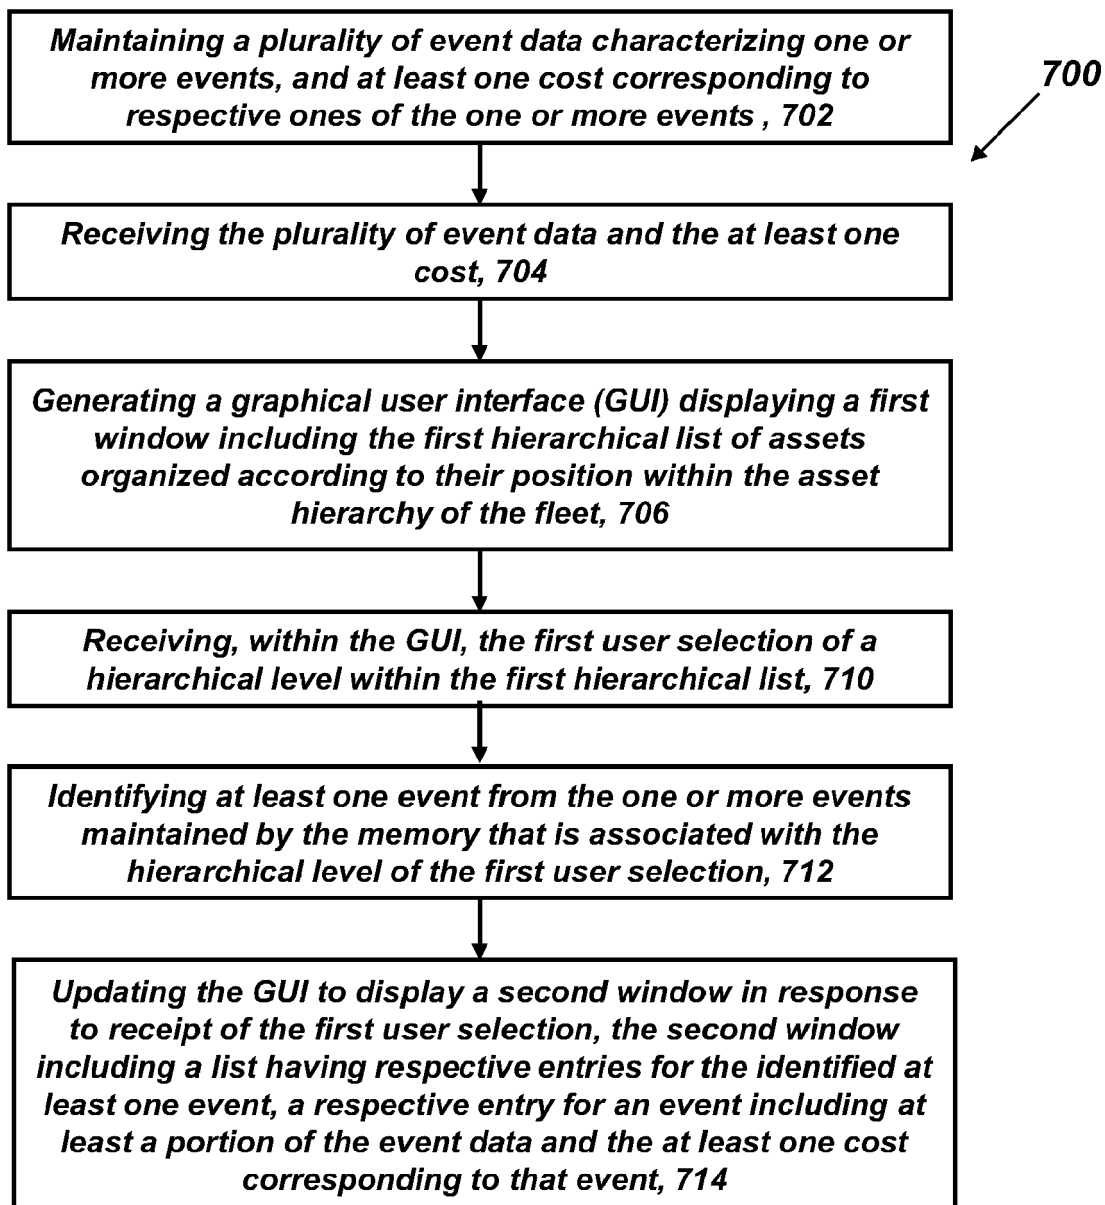 Maintaining a plurality of event data characterizing one or
more events, and at least one cost corresponding to
respective ones of the one or more events , 702
700
Receiving the plurality of event data and the at least one
cost, 704
Generating a graphical user interface (GUI) displaying a first
window including the first hierarchical list of assets
organized according to their position within the asset
hierarchy of the fleet, 706
Receiving, within the GUI, the first user selection of a
hierarchical level within the first hierarchical list, 710
Identifying at least one event from the one or more events
maintained by the memory that is associated with the
hierarchical level of the first user selection, 712
Updating the GUI to display a second window in response
to receipt of the first user selection, the second window
including a list having respective entries for the identified at
least one event, a respective entry for an event including at
least a portion of the event data and the at least one cost
corresponding to that event, 714